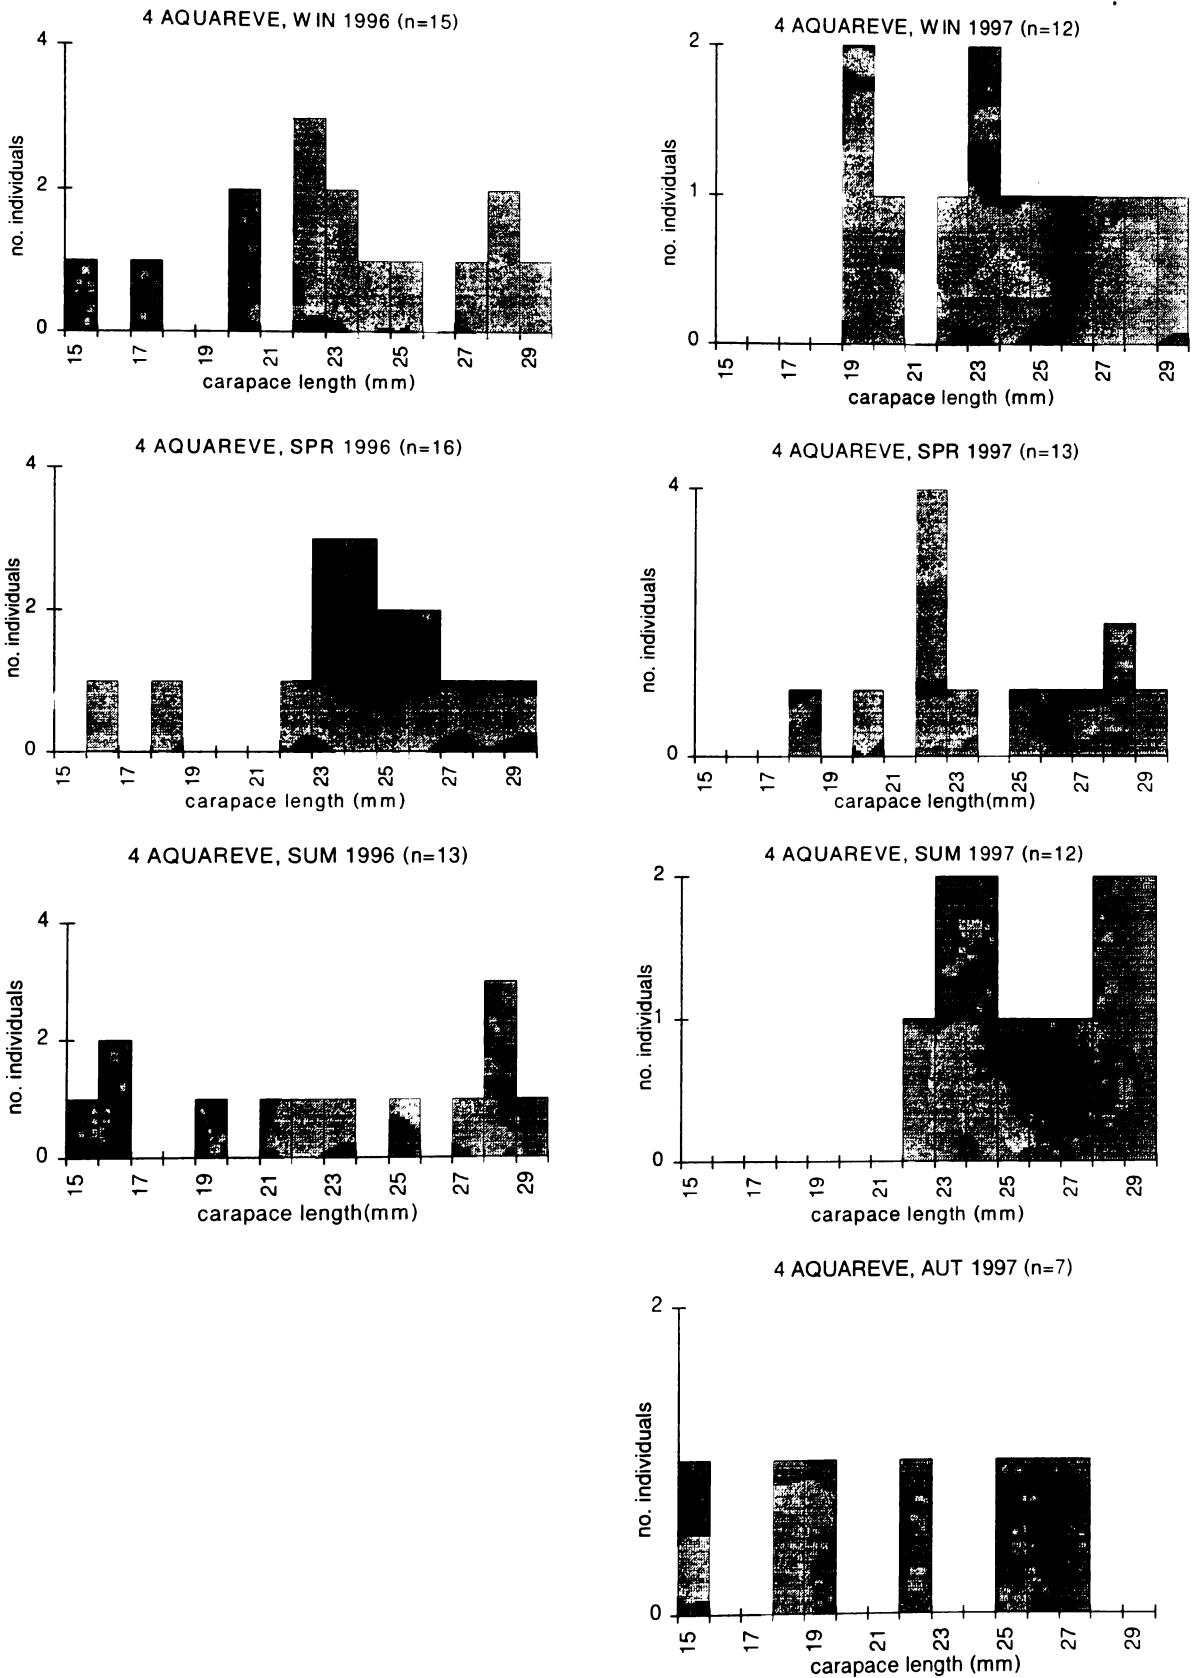 4 AQUAREVE, WIN 1996 (n=15)
4
2
0
no. individuals
15 17 19 21 23 25 27 29
carapace length (mm)
4 AQUAREVE, WIN 1997 (n=12)
2
1
0
no. individuals
15 17 19 21 23 25 27 29
carapace length (mm)
4 AQUAREVE, SPR 1996 (n=16)
4
2
0
no. individuals
15 17 19 21 23 25 27 29
carapace length (mm)
4 AQUAREVE, SPR 1997 (n=13)
4
0
no. individuals
15 17 19 21 23 25 27 29
carapace length(mm)
4 AQUAREVE, SUM 1996 (n=13)
4
2
0
no. individuals
15 17 19 21 23 25 27 29
carapace length(mm)
4 AQUAREVE, SUM 1997 (n=12)
2
1
0
no. individuals
15 17 19 21 23 25 27 29
carapace length (mm)
4 AQUAREVE, AUT 1997 (n=7)
2
1
0
no. individuals
15 17 19 21 23 25 27 29
carapace length (mm)